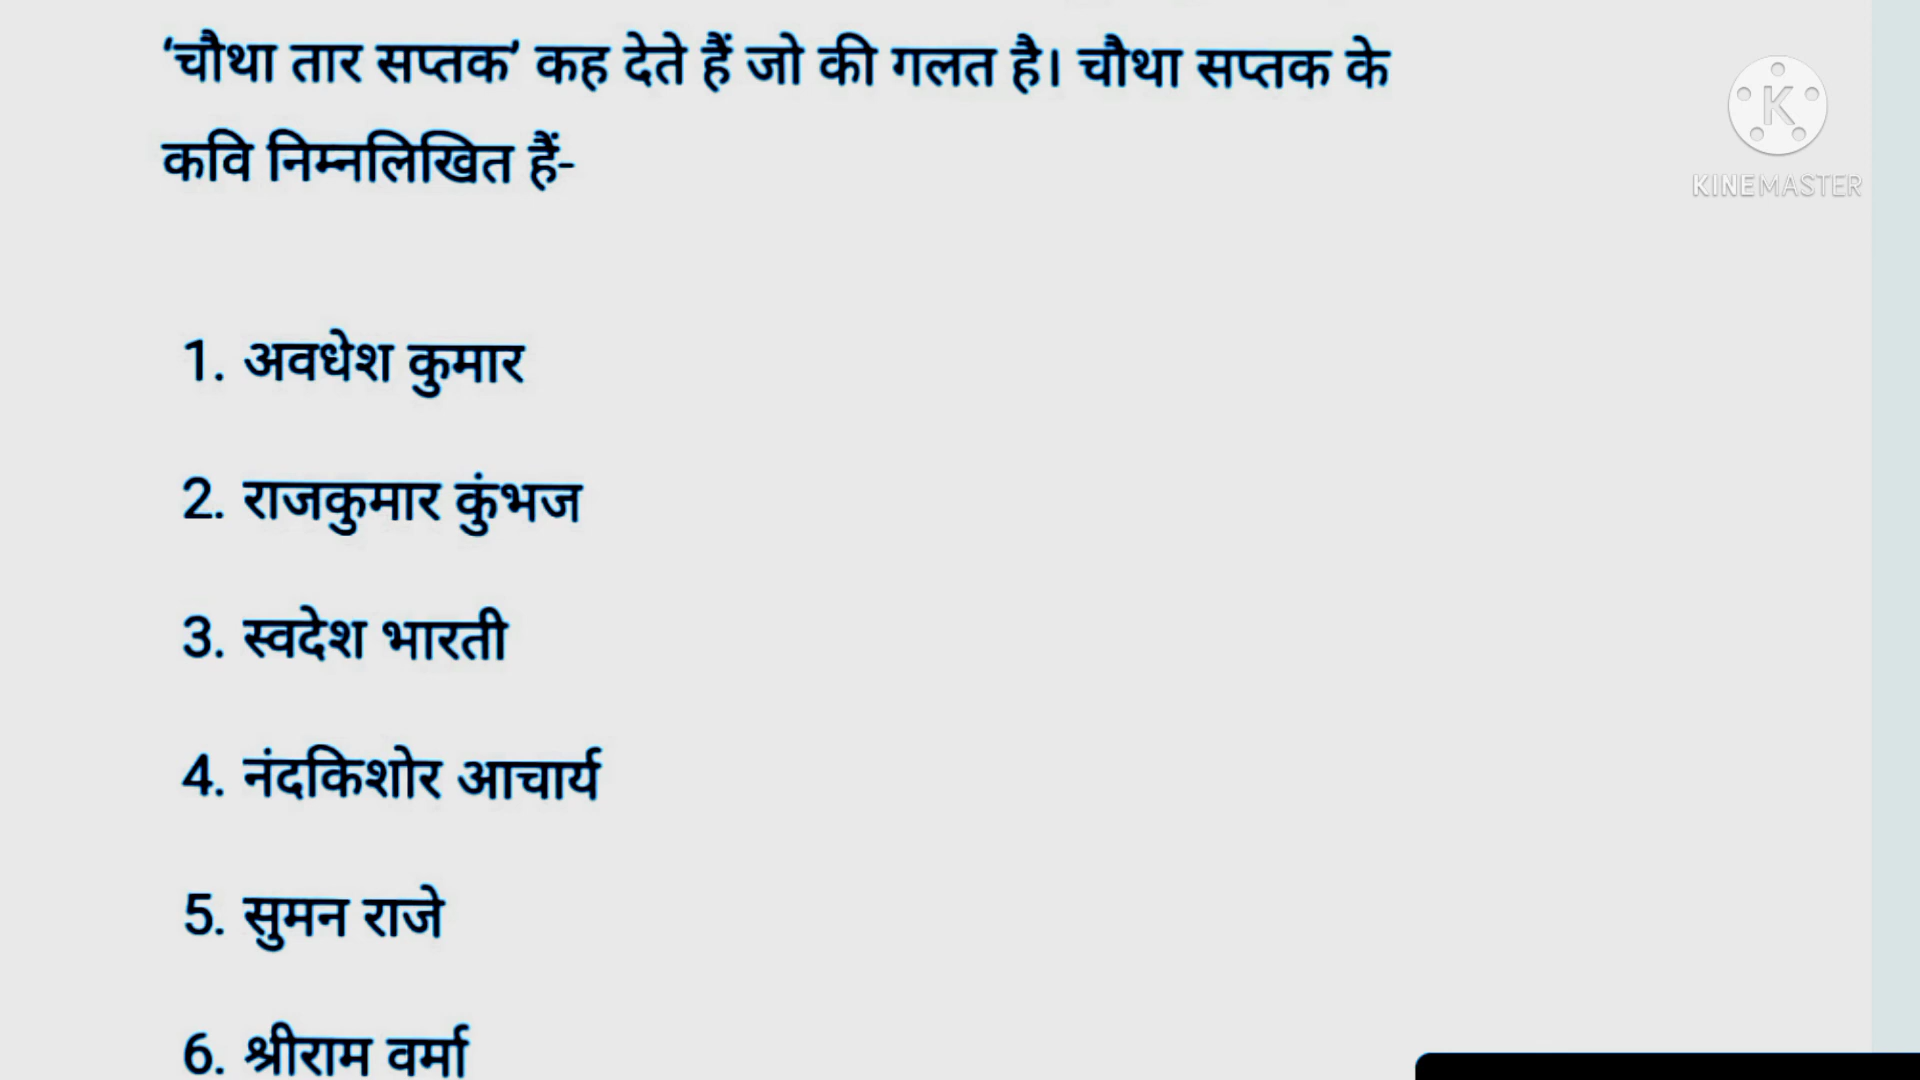 ‘चौथा तार सप्तक’ कह देते हैं जो की गलत है। चौथा सप्तक के
कवि निम्नलिखित हैं-
K
KINEMASTER
1. अवधेश कुमार
2. राजकुमार कुंभज
3. स्वदेश भारती
4. नंदकिशोर आचार्य
5. सुमन राजे
6. श्रीराम वर्मा